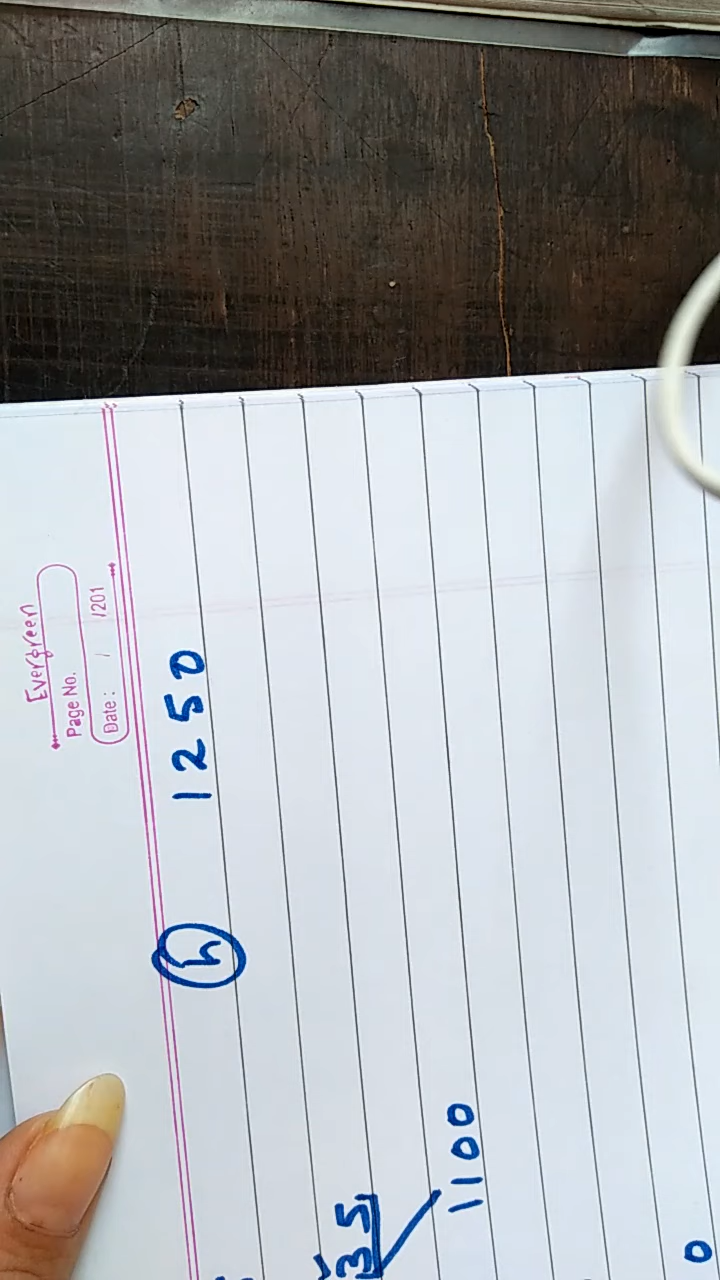 Evergreen
Page No.
Date : / /201
h 1250
35
1100
0